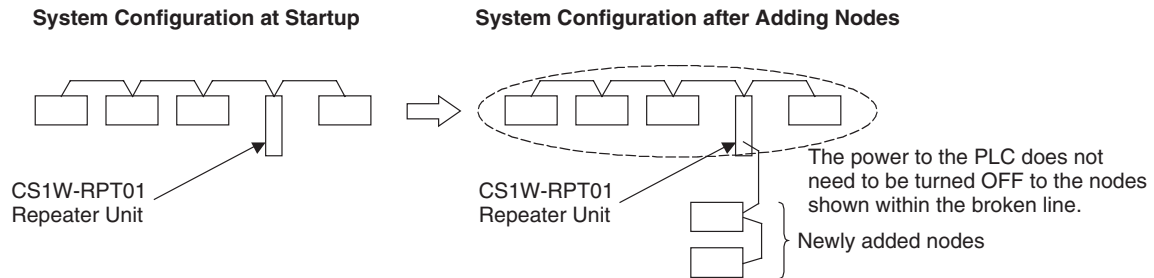 System Configuration at Startup
System Configuration after Adding Nodes
CS1W-RPT01
Repeater Unit
CS1W-RPT01
Repeater Unit
The power to the PLC does not
need to be turned OFF to the nodes
shown within the broken line.
Newly added nodes